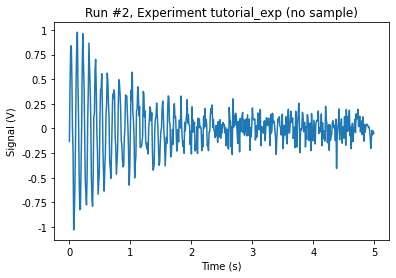 Run #2, Experiment tutorial_exp (no sample)
Signal (V)
1
0.75
0.5
0.25
0
-0.25
-0.5
-0.75
-1
0 1 2 3 4 5
Time (s)